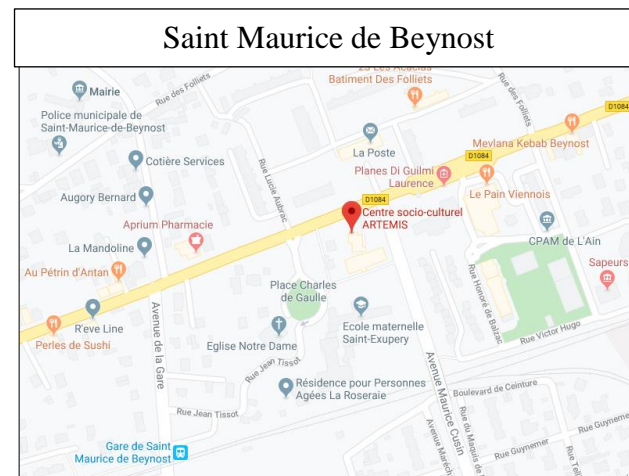 Saint Maurice de Beynost
Mairie
Rue des Folliets
Batiment Des Folliets
Rue des Folliets
Police municipale de
Saint-Maurice-de-Beynost
D1084
La Poste
Mevlana Kebab Beynost
Cotière Services
Rue Lucie Aubrac
Planes Di Guilmi
Laurence
D1084
Augory Bernard
Le Pain Viennois
D1084
Centre socio-culturel
ARTEMIS
Aprium Pharmacie
La Mandoline
CPAM de L'Ain
Au Pétrin d'Antan
Sapeurs
Place Charles
de Gaulle
Rue Honoré de Balzac
R'eve Line
Perles de Sushi
Avenue de la Gare
Eglise Notre Dame
Ecole maternelle
Saint-Exupery
Rue Victor Hugo
Rue Jean Tissot
Résidence pour Personnes
Agées La Roseraie
Avenue Maurice Cusin
Boulevard de Ceinture
Rue Jean Tissot
Rue Guynemer
Rue Guynemer
Rue du Maquis de
Gare de Saint
Maurice de Beynost